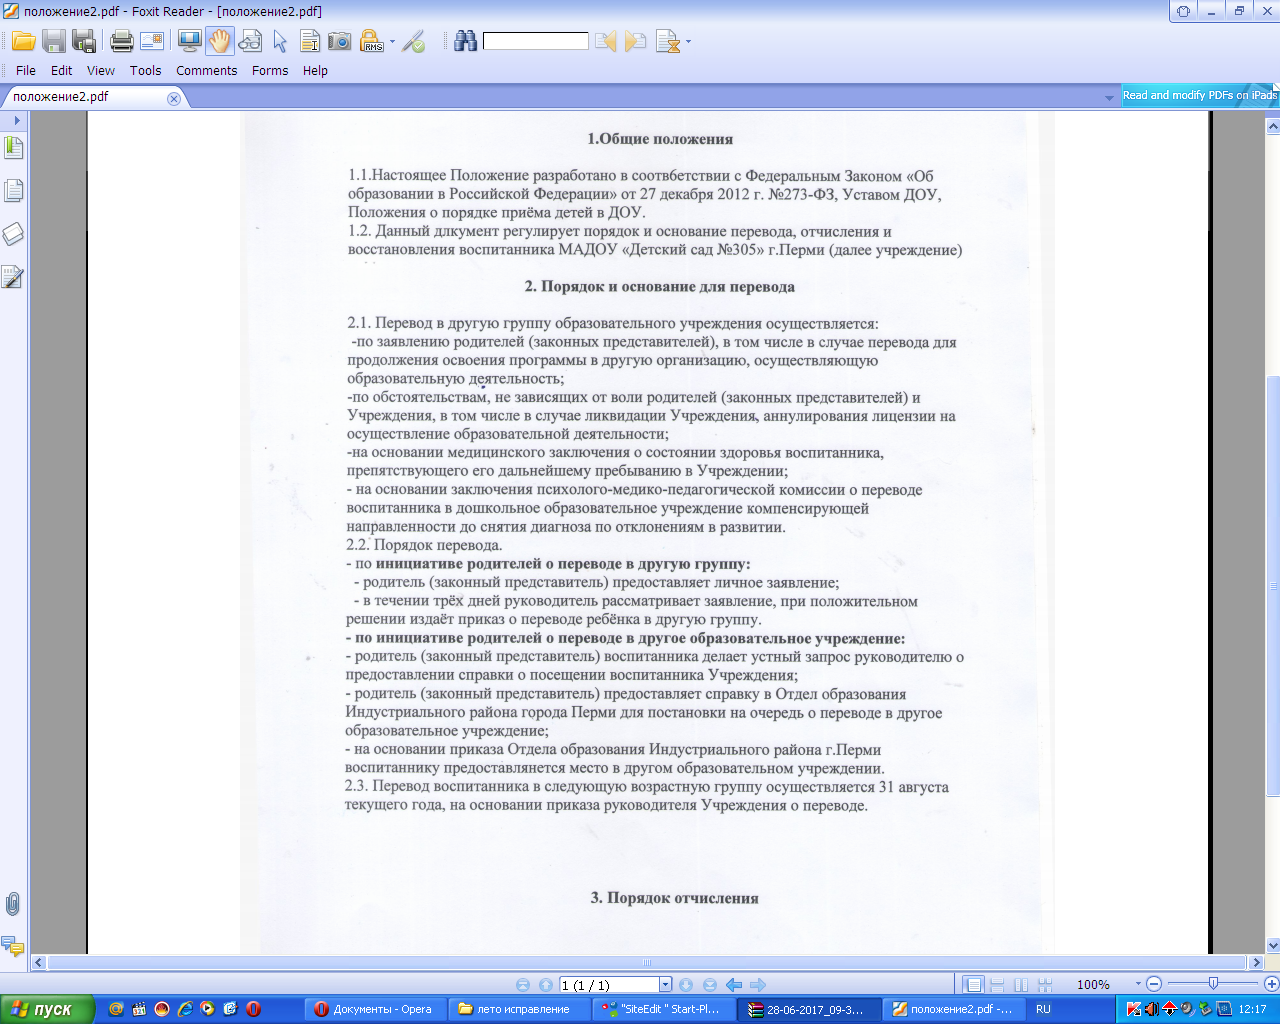 положение2.pdf - Foxit Reader - [положение2.pdf]
RMS
File Edit View Tools Comments Forms Help
положение2.pdf
Read and modify PDFs on iPads
1.Общие положения
1.1.Настоящее Положение разработано в соотвбетствии с Федеральным Законом «Об
образовании в Российской Федерации» от 27 декабря 2012 г. №273-ФЗ, Уставом ДОУ,
Положения о порядке приёма детей в ДОУ.
1.2. Данный длкумент регулирует порядок и основание перевода, отчисления и
восстановления воспитанника МАДОУ «Детский сад №305» г.Перми (далее учреждение)
2. Порядок и основание для перевода
2.1. Перевод в другую группу образовательного учреждения осуществляется:
-по заявлению родителей (законных представителей), в том числе в случае перевода для
продолжения освоения программы в другую организацию, осуществляющую
образовательную деятельность;
-по обстоятельствам, не зависящих от воли родителей (законных представителей) и
Учреждения, в том числе в случае ликвидации Учреждения, аннулирования лицензии на
осуществление образовательной деятельности;
-на основании медицинского заключения о состоянии здоровья воспитанника,
препятствующего его дальнейшему пребыванию в Учреждении;
- на основании заключения психолого-медико-педагогической комиссии о переводе
воспитанника в дошкольное образовательное учреждение компенсирующей
направленности до снятия диагноза по отклонениям в развитии.
2.2. Порядок перевода.
- по инициативе родителей о переводе в другую группу:
- родитель (законный представитель) предоставляет личное заявление;
- в течении трёх дней руководитель рассматривает заявление, при положительном
решении издаёт приказ о переводе ребёнка в другую группу.
- по инициативе родителей о переводе в другое образовательное учреждение:
- родитель (законный представитель) воспитанника делает устный запрос руководителю о
предоставлении справки о посещении воспитанника Учреждения;
- родитель (законный представитель) предоставляет справку в Отдел образования
Индустриального района города Перми для постановки на очередь о переводе в другое
образовательное учреждение;
- на основании приказа Отдела образования Индустриального района г.Перми
воспитаннику предоставлянется место в другом образовательном учреждении.
2.3. Перевод воспитанника в следующую возрастную группу осуществляется 31 августа
текущего года, на основании приказа руководителя Учреждения о переводе.
3. Порядок отчисления
1 (1 / 1)
100%
пуск
Документы - Opera
лето исправление
"SiteEdit " Start-Pl...
28-06-2017_09-3...
положение2.pdf -...
RU
12:17